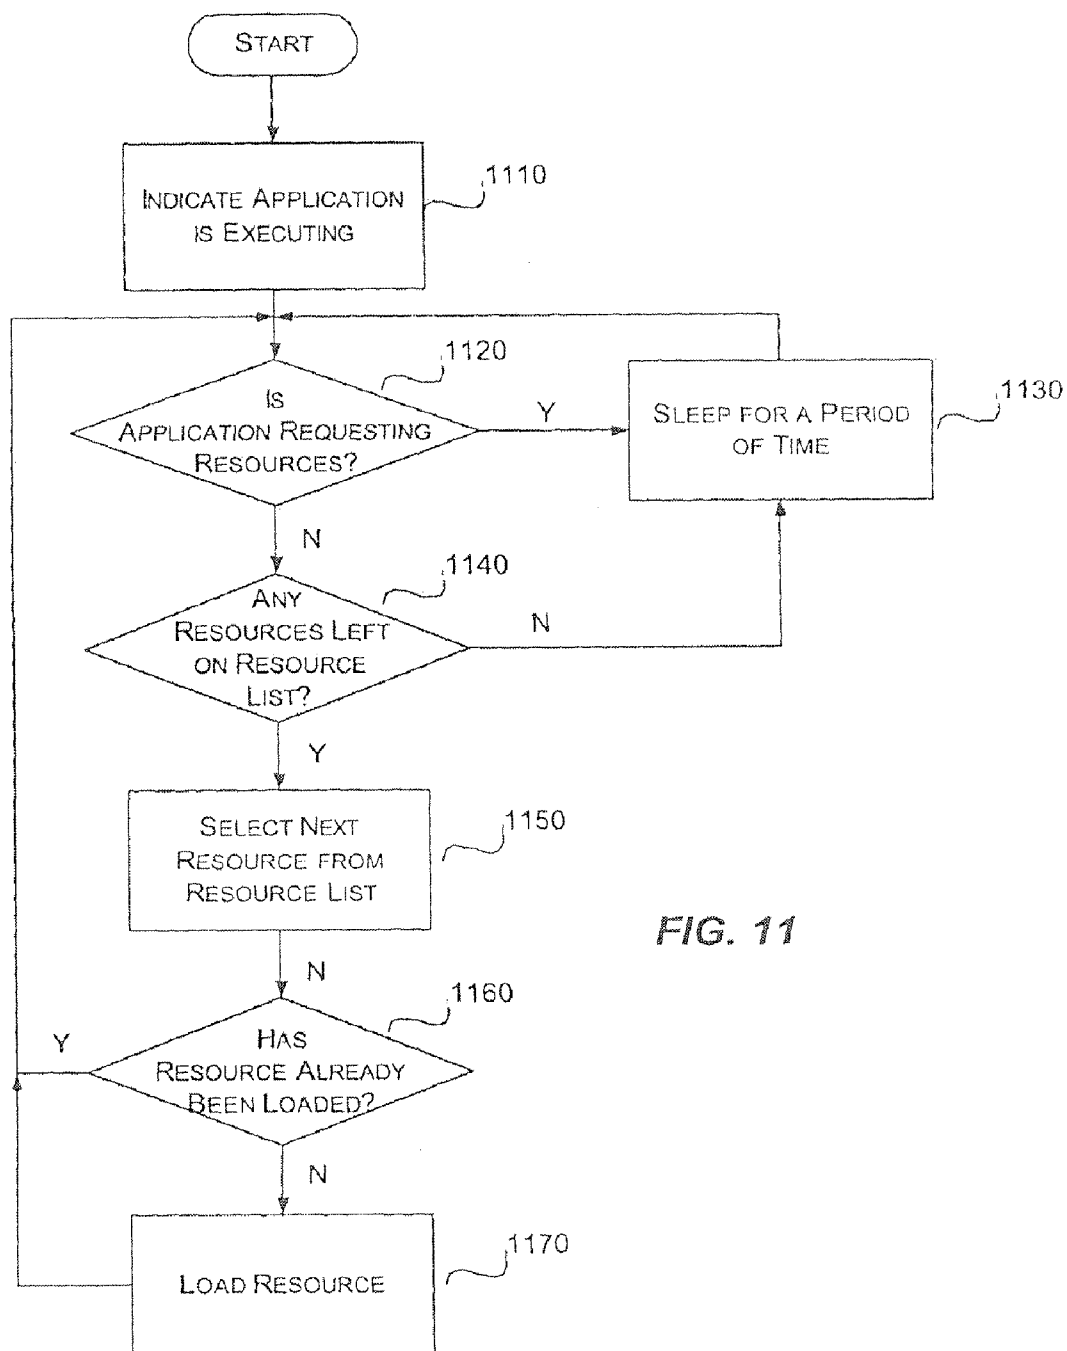 START
INDICATE APPLICATION
IS EXECUTING
1110
1120
IS
APPLICATION REQUESTING
RESOURCES?
Y
SLEEP FOR A PERIOD
OF TIME
1130
N
1140
ANY
RESOURCES LEFT
ON RESOURCE
LIST?
N
Y
SELECT NEXT
RESOURCE FROM
RESOURCE LIST
1150
FIG. 11
N
1160
HAS
RESOURCE ALREADY
BEEN LOADED?
Y
N
LOAD RESOURCE
1170